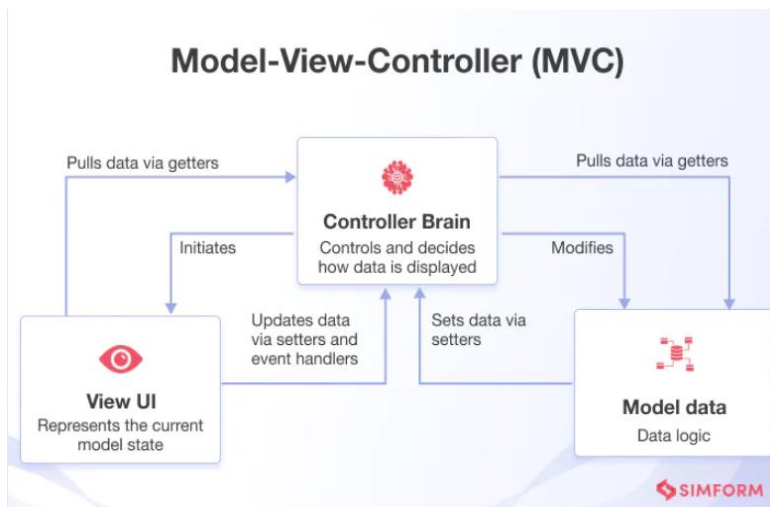 Model-View-Controller (MVC)
Pulls data via getters
Pulls data via getters
Controller Brain
Controls and decides
how data is displayed
Initiates
Modifies
Updates data
via setters and
event handlers
Sets data via
setters
View UI
Represents the current
model state
Model data
Data logic
SIMFORM